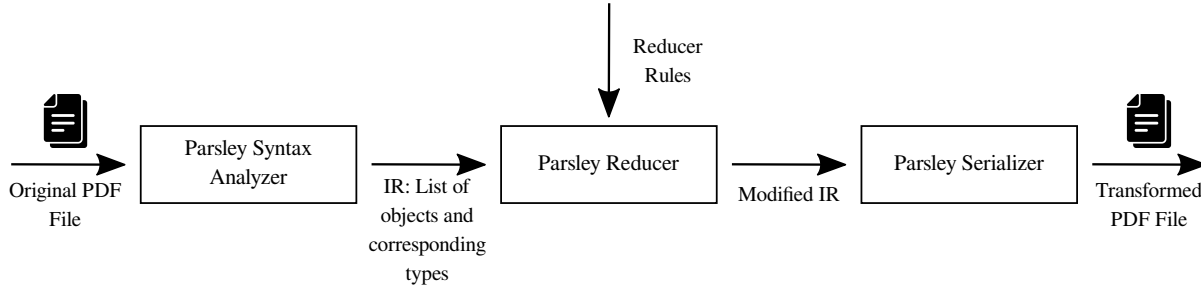 Reducer
Rules
Original PDF
File
Parsley Syntax
Analyzer
IR: List of
objects and
corresponding
types
Parsley Reducer
Modified IR
Parsley Serializer
Transformed
PDF File